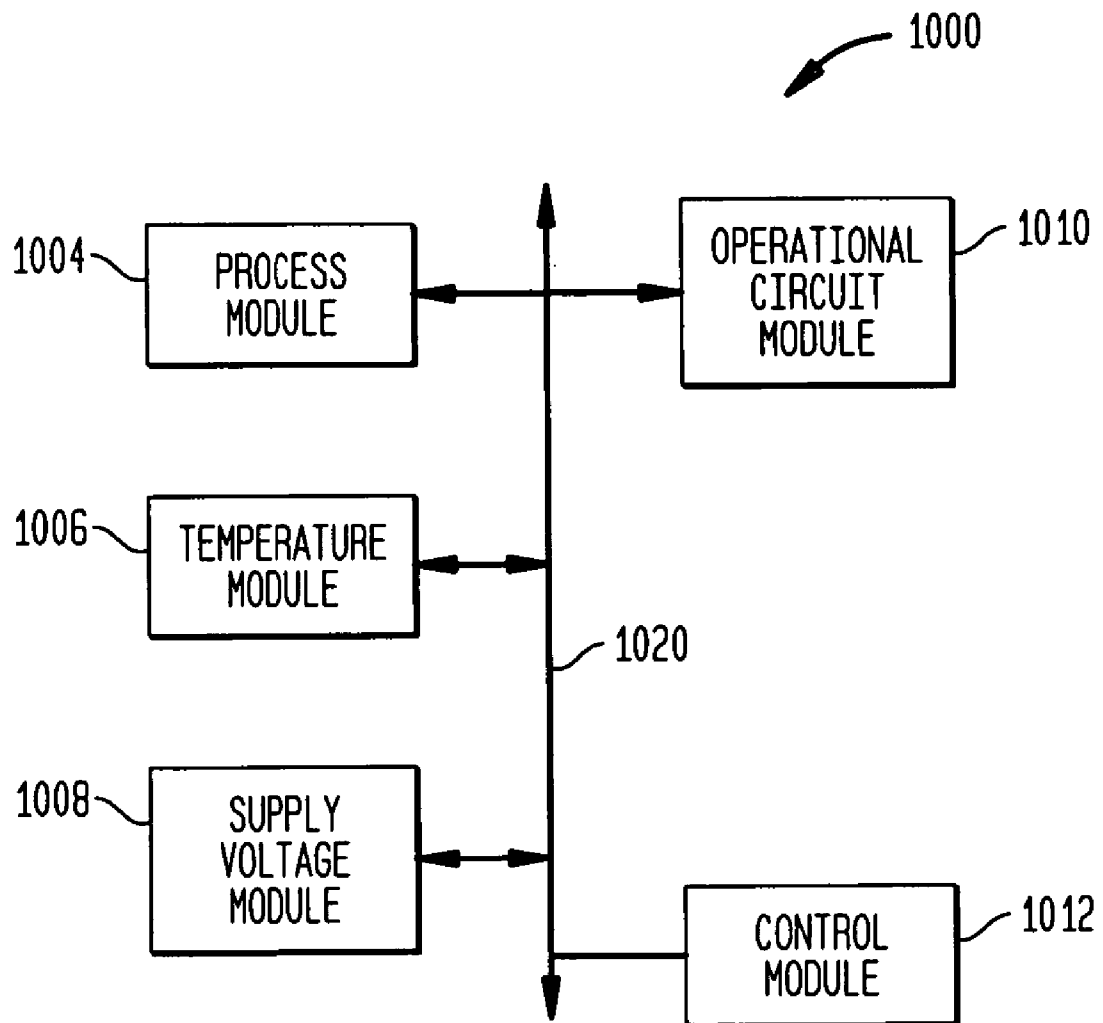 1000
1004
PROCESS
MODULE
OPERATIONAL
CIRCUIT
MODULE
1010
1006
TEMPERATURE
MODULE
1020
1008
SUPPLY
VOLTAGE
MODULE
CONTROL
MODULE
1012